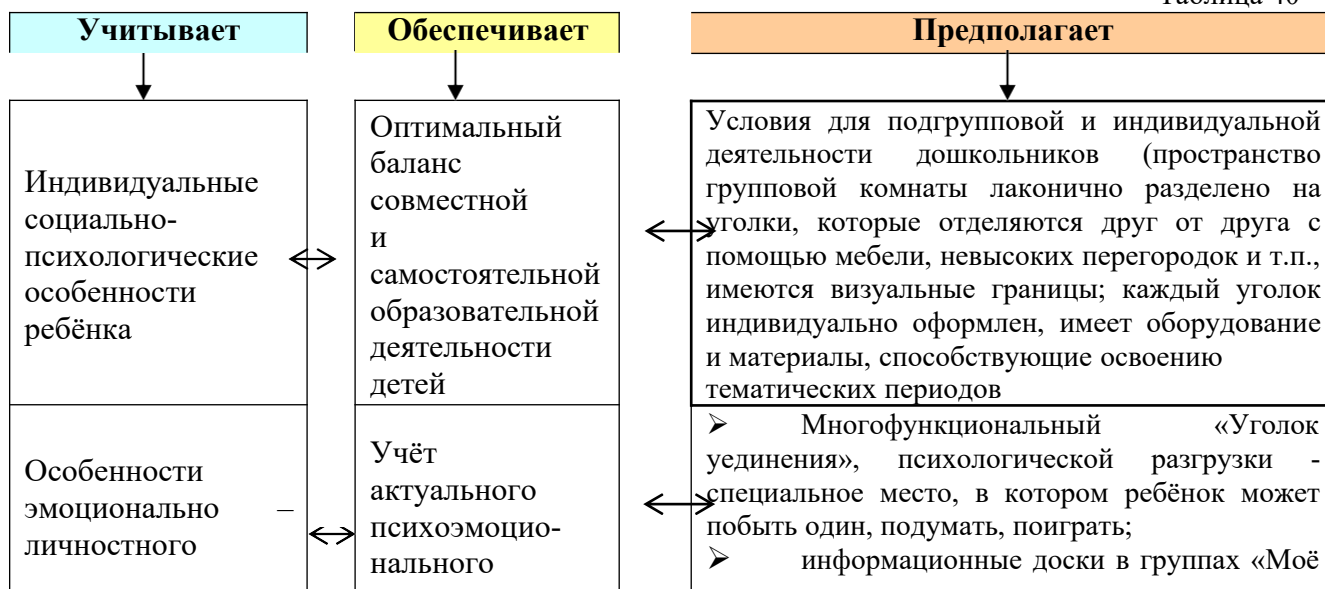 Таблица 40
Учитывает
Обеспечивает
Предполагает
Индивидуальные
социально-
психологические
особенности
ребёнка
Оптимальный
баланс
совместной
и
самостоятельной
образовательной
деятельности
детей
Условия для подгрупповой и индивидуальной
деятельности дошкольников (пространство
групповой комнаты лаконично разделено на
уголки, которые отделяются друг от друга с
помощью мебели, невысоких перегородок и т.п.,
имеются визуальные границы; каждый уголок
индивидуально оформлен, имеет оборудование
и материалы, способствующие освоению
тематических периодов
Особенности
эмоционально –
личностного
Учёт
актуального
психоэмоцио-
нального
➢ Многофункциональный «Уголок
уединения», психологической разгрузки -
специальное место, в котором ребёнок может
побыть один, подумать, поиграть;
➢ информационные доски в группах «Моё